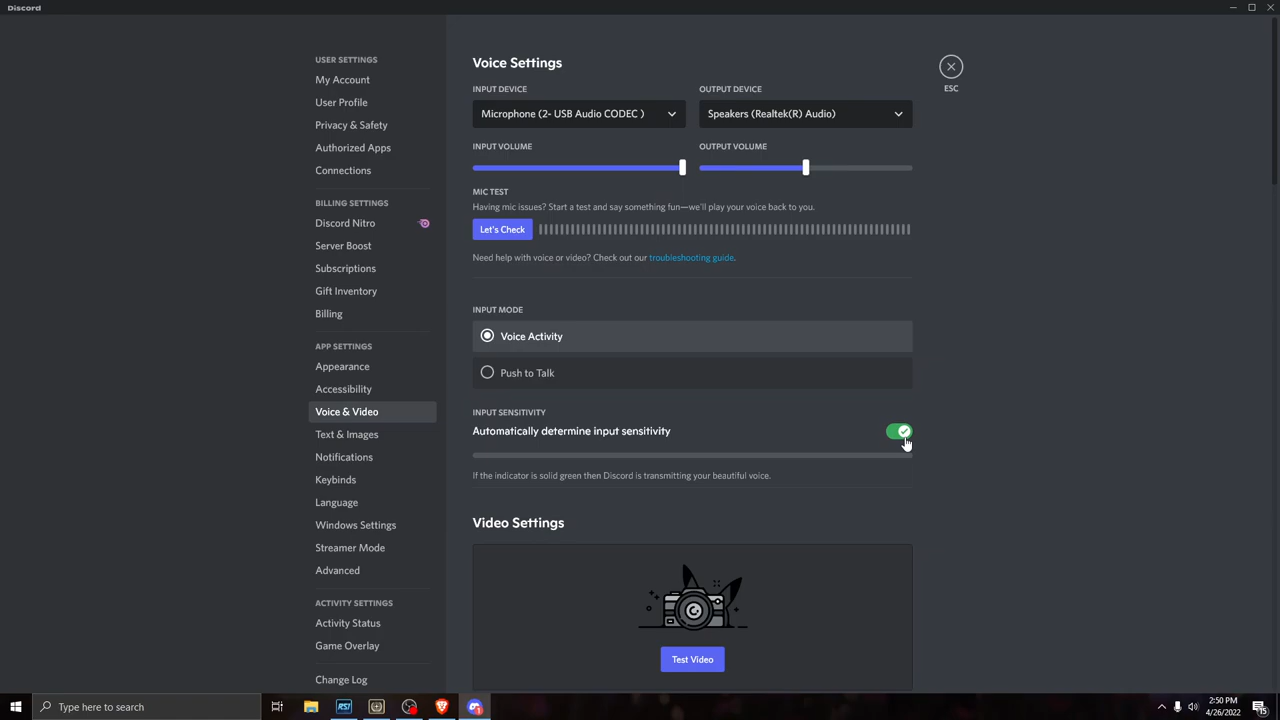 Discord
USER SETTINGS
My Account
User Profile
Privacy & Safety
Authorized Apps
Connections
BILLING SETTINGS
Discord Nitro
Server Boost
Subscriptions
Gift Inventory
Billing
APP SETTINGS
Appearance
Accessibility
Voice & Video
Text & Images
Notifications
Keybinds
Language
Windows Settings
Streamer Mode
Advanced
ACTIVITY SETTINGS
Activity Status
Game Overlay
Change Log
Voice Settings
ESC
INPUT DEVICE
OUTPUT DEVICE
Microphone (2- USB Audio CODEC )
Speakers (Realtek(R) Audio)
INPUT VOLUME
OUTPUT VOLUME
MIC TEST
Having mic issues? Start a test and say something fun—we'll play your voice back to you.
Let's Check
Need help with voice or video? Check out our troubleshooting guide.
INPUT MODE
Voice Activity
Push to Talk
INPUT SENSITIVITY
Automatically determine input sensitivity
If the indicator is solid green then Discord is transmitting your beautiful voice.
Video Settings
Test Video
Type here to search
RSI
2:50 PM
4/26/2022
15